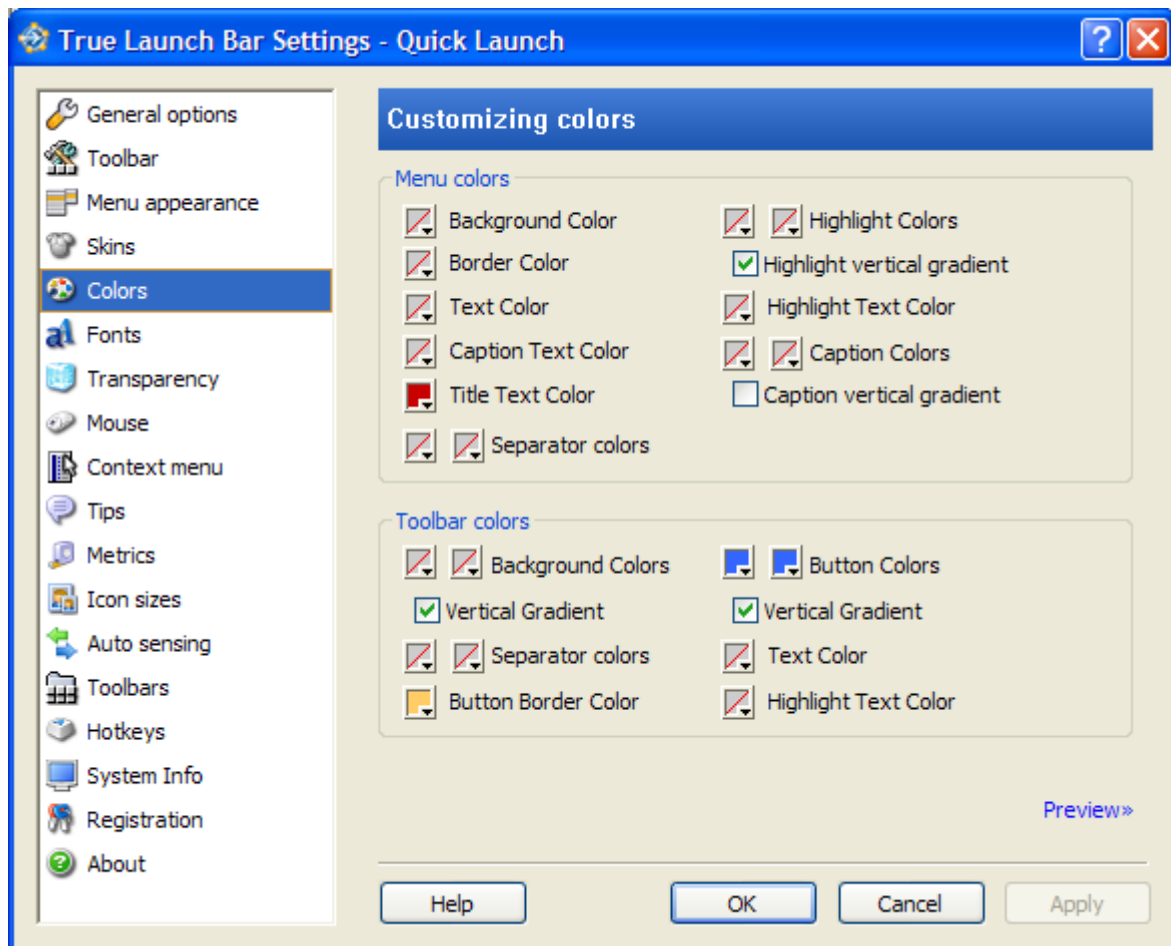 True Launch Bar Settings - Quick Launch
General options
Toolbar
Menu appearance
Skins
Colors
Fonts
Transparency
Mouse
Context menu
Tips
Metrics
Icon sizes
Auto sensing
Toolbars
Hotkeys
System Info
Registration
About
Customizing colors
Menu colors
Background Color
Highlight Colors
Border Color
Highlight vertical gradient
Text Color
Highlight Text Color
Caption Text Color
Caption Colors
Title Text Color
Caption vertical gradient
Separator colors
Toolbar colors
Background Colors
Button Colors
Vertical Gradient
Vertical Gradient
Separator colors
Text Color
Button Border Color
Highlight Text Color
Preview»
Help
OK
Cancel
Apply